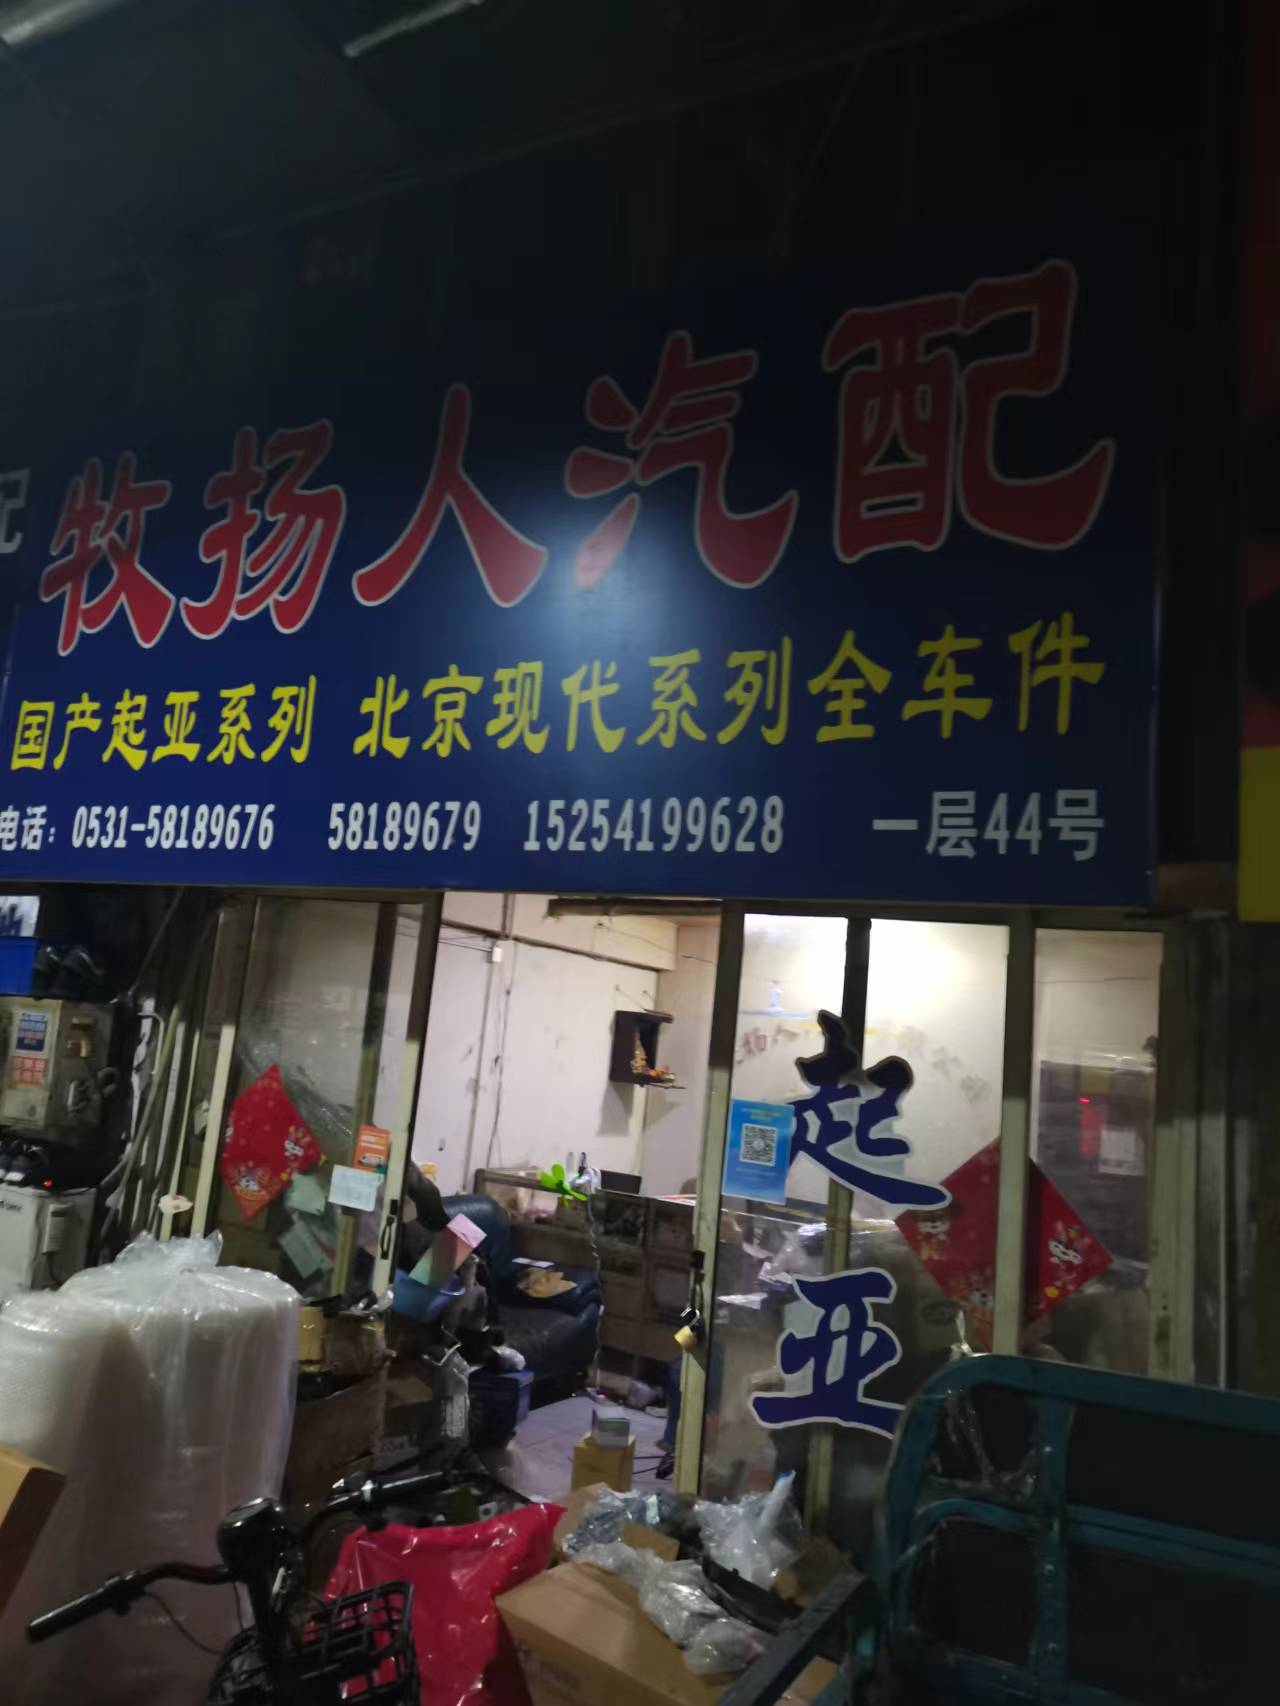 牧扬人汽配
国产起亚系列 北京现代系列全车件
电话：0531-58189676 58189679 15254199628 一层44号
起亚